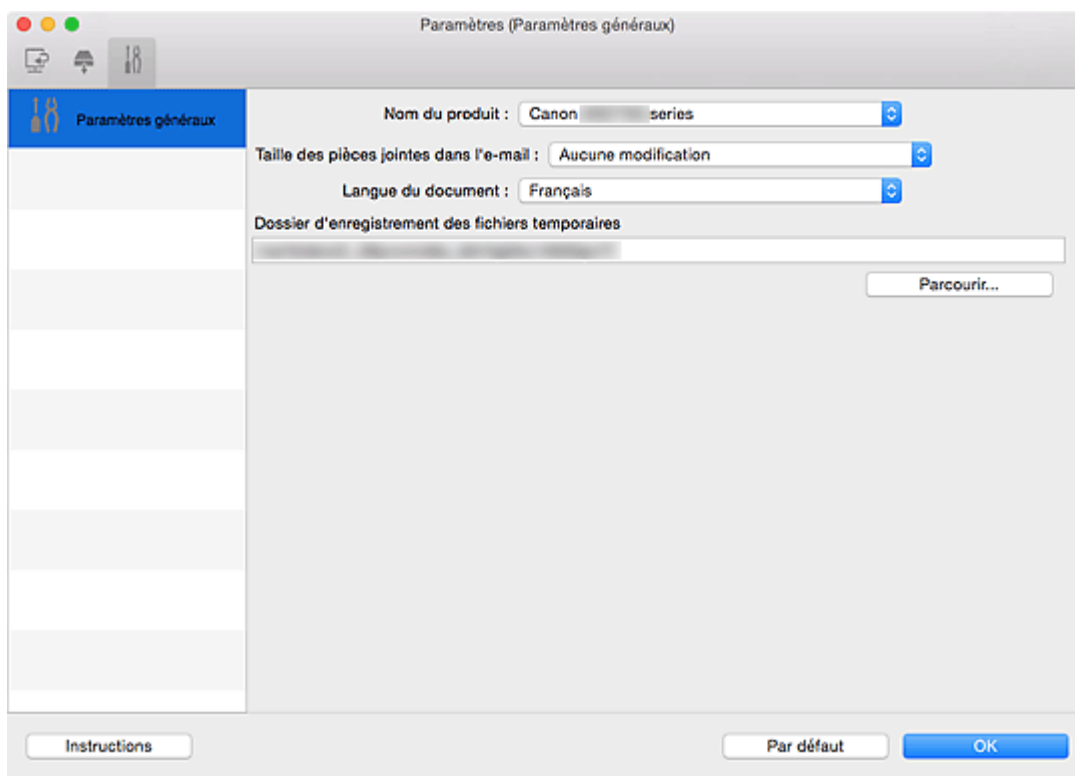 Paramètres (Paramètres généraux)
Paramètres généraux
Nom du produit : Canon series
Taille des pièces jointes dans l'e-mail : Aucune modification
Langue du document : Français
Dossier d'enregistrement des fichiers temporaires
Parcourir...
Instructions
Par défaut
OK